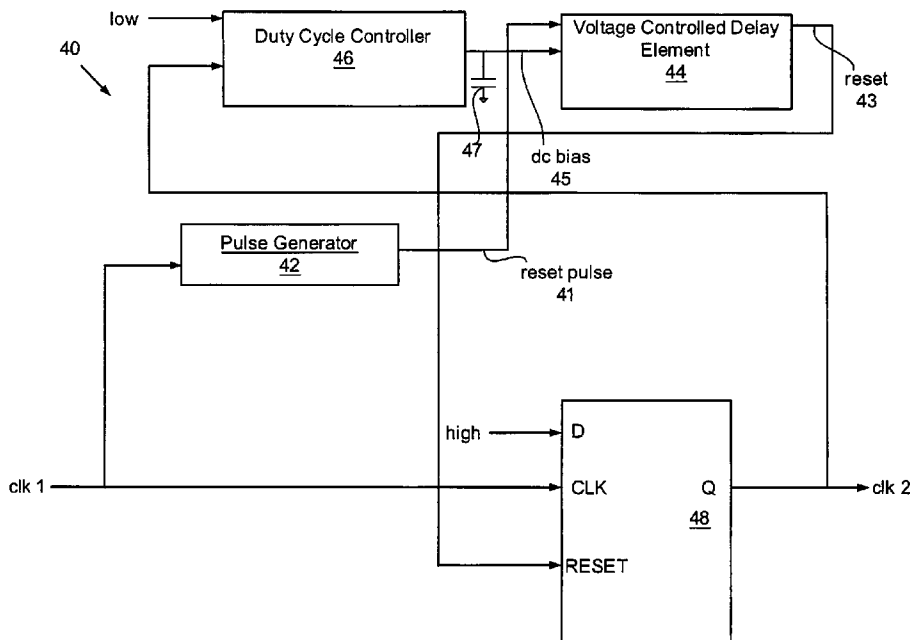 low
40
Duty Cycle Controller
46
Voltage Controlled Delay
Element
44
reset
43
47
dc bias
45
Pulse Generator
42
reset pulse
41
high
D
clk 1
CLK
Q
clk 2
48
RESET